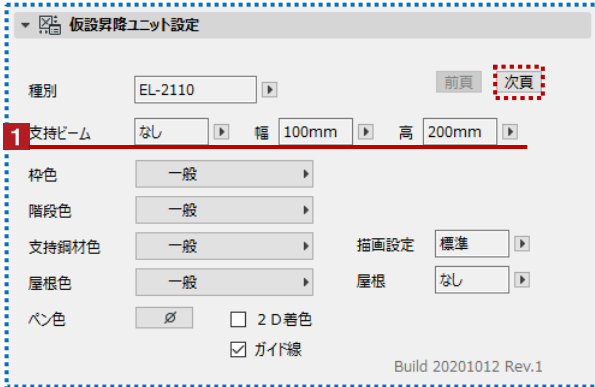 仮設昇降ユニット設定
前頁 次頁
種別 EL-2110
1 支持ビーム なし 幅 100mm 高 200mm
枠色 一般
階段色 一般
支持鋼材色 一般 描画設定 標準
屋根色 一般 屋根 なし
ペン色 ø 2D着色
ガイド線
Build 20201012 Rev.1